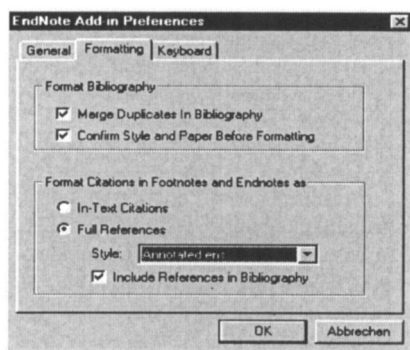 EndNote Add-in Preferences
General Formatting Keyboard
Format Bibliography
Merge Duplicates In Bibliography
Confirm Style and Paper Before Formatting
Format Citations in Footnotes and Endnotes as
In-Text Citations
Full References
Style: Annotated.ens
Include References in Bibliography
OK Abbrechen